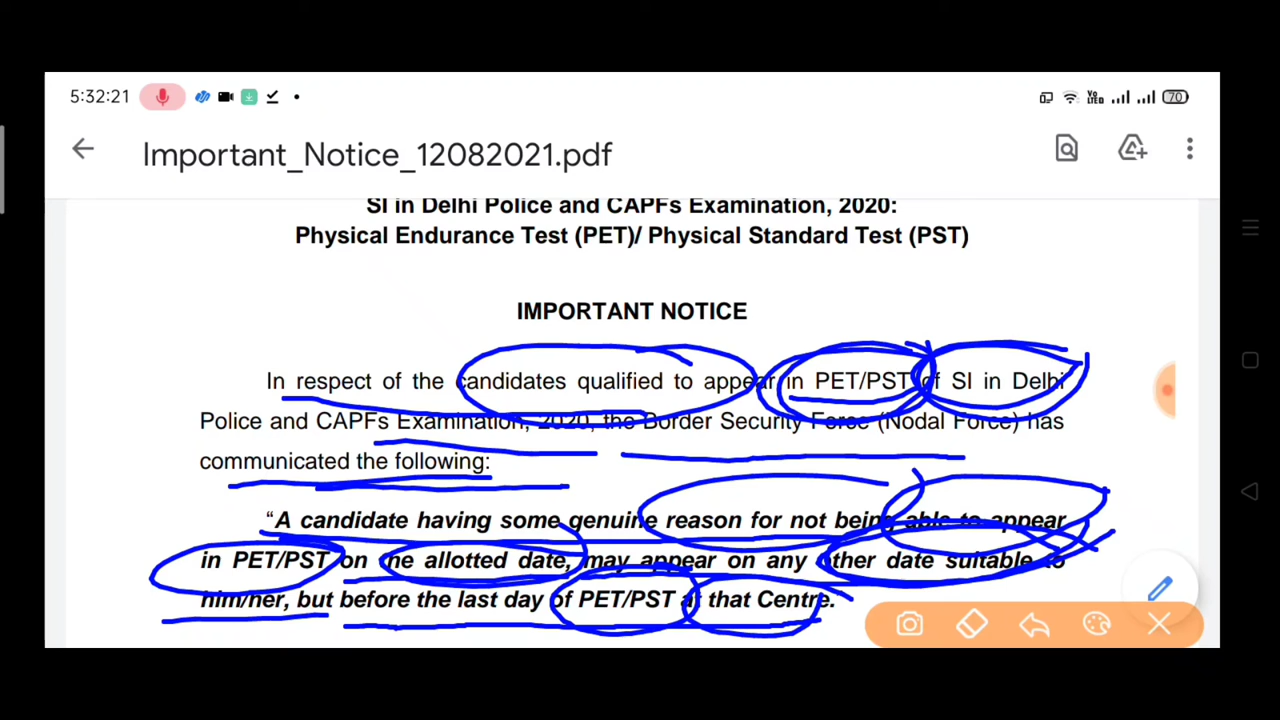 5:32:21 Vo LTED 70
Important_Notice_12082021.pdf
SI in Delhi Police and CAPFs Examination, 2020:
Physical Endurance Test (PET)/ Physical Standard Test (PST)
IMPORTANT NOTICE
In respect of the candidates qualified to appear in PET/PST of SI in Delhi
Police and CAPFs Examination, 2020, the Border Security Force (Nodal Force) has
communicated the following:
“A candidate having some genuine reason for not being able to appear
in PET/PST on the allotted date, may appear on any other date suitable to
him/her, but before the last day of PET/PST at that Centre.